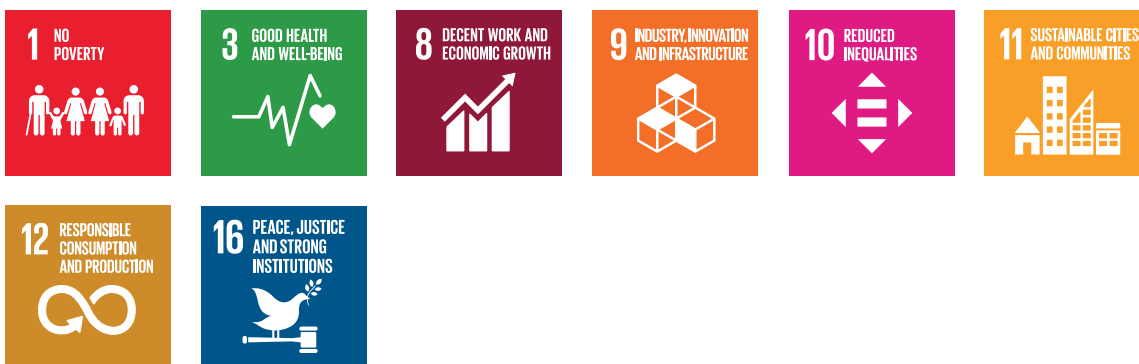 1 NO
POVERTY
3 GOOD HEALTH
AND WELL-BEING
8 DECENT WORK AND
ECONOMIC GROWTH
9 INDUSTRY, INNOVATION
AND INFRASTRUCTURE
10 REDUCED
INEQUALITIES
11 SUSTAINABLE CITIES
AND COMMUNITIES
12 RESPONSIBLE
CONSUMPTION
AND PRODUCTION
16 PEACE, JUSTICE
AND STRONG
INSTITUTIONS